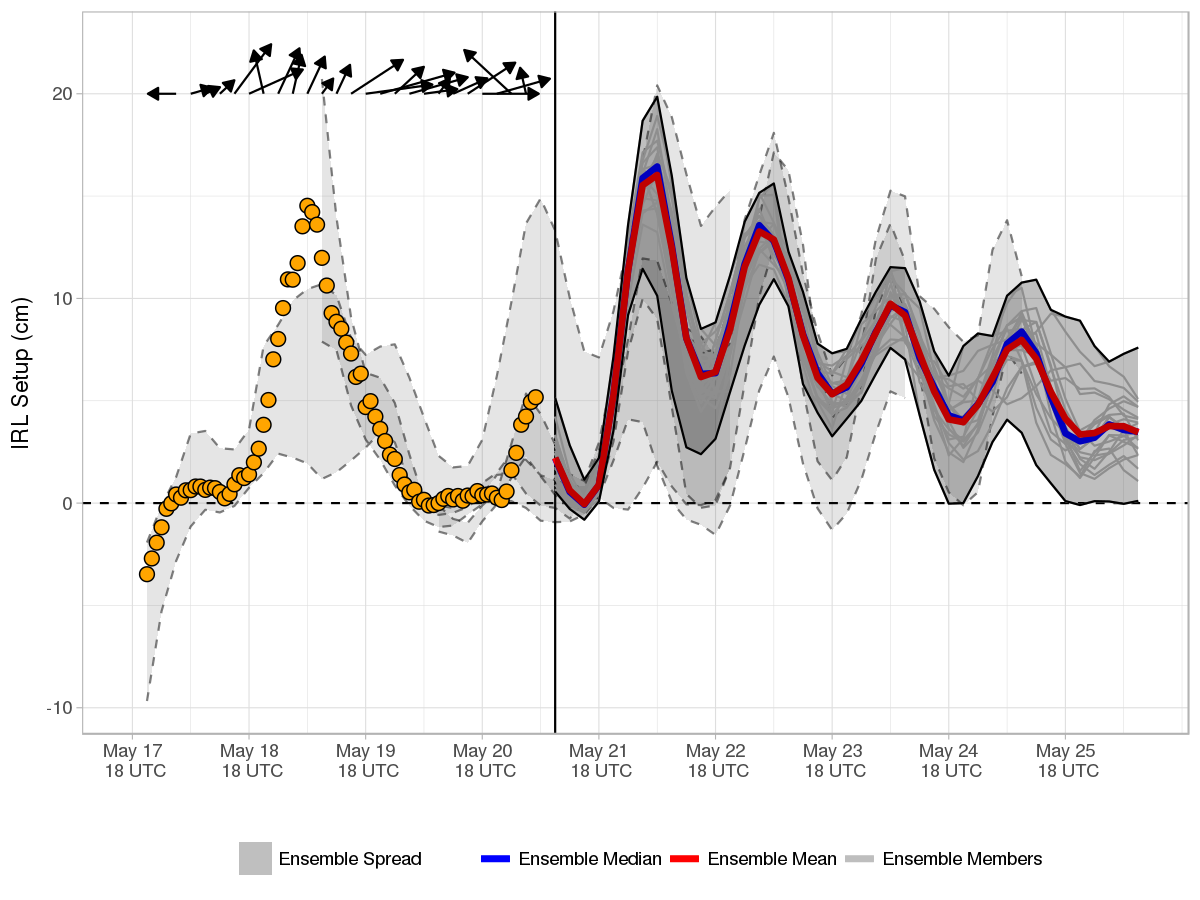 IRL Setup (cm)
20
10
0
-10
May 17 May 18 May 19 May 20 May 21 May 22 May 23 May 24 May 25
18 UTC 18 UTC 18 UTC 18 UTC 18 UTC 18 UTC 18 UTC 18 UTC 18 UTC
Ensemble Spread Ensemble Median Ensemble Mean Ensemble Members